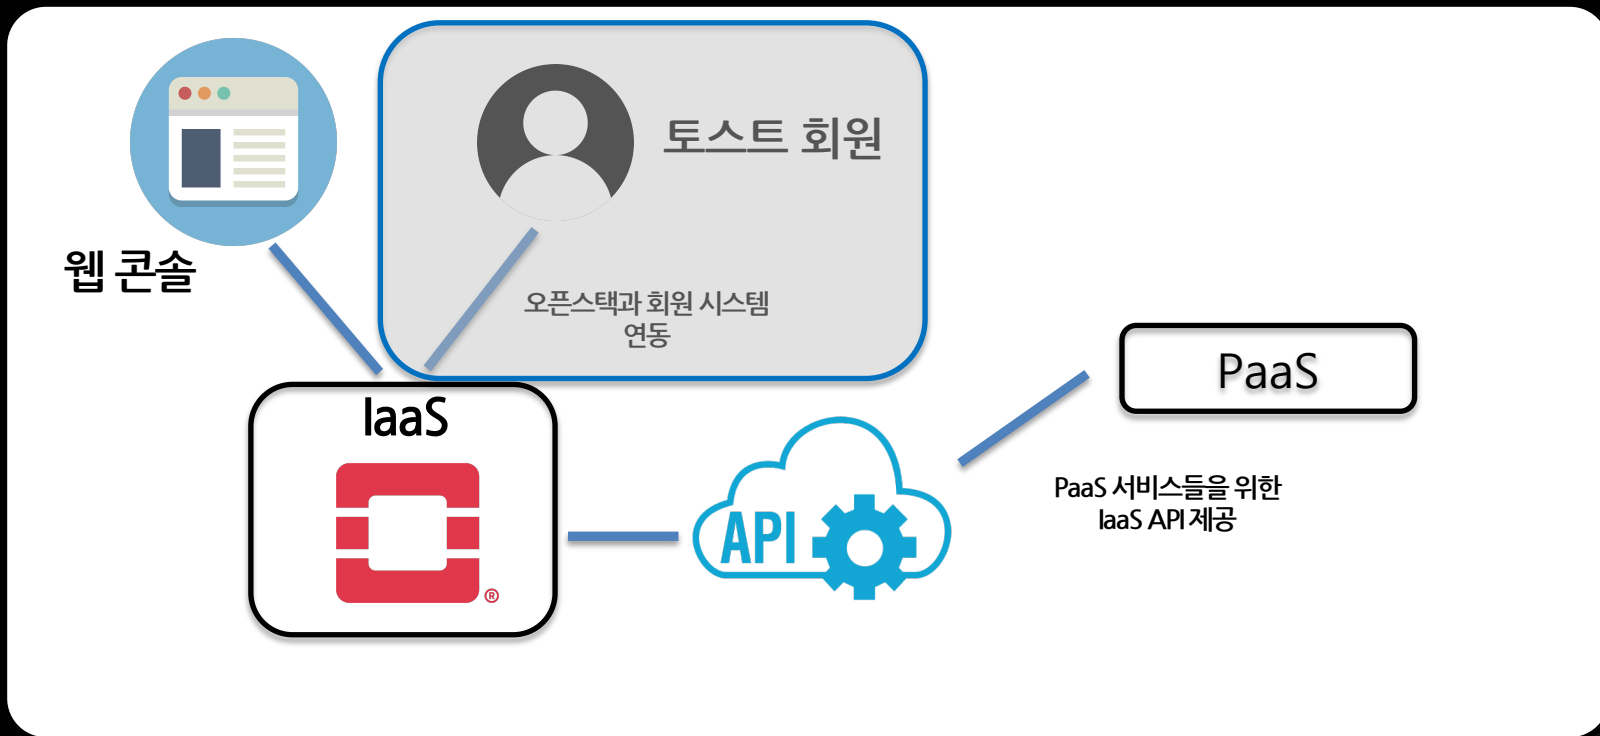 토스트 회원
웹 콘솔
오픈스택과 회원 시스템
연동
IaaS
PaaS
API
PaaS 서비스들을 위한
IaaS API 제공
®